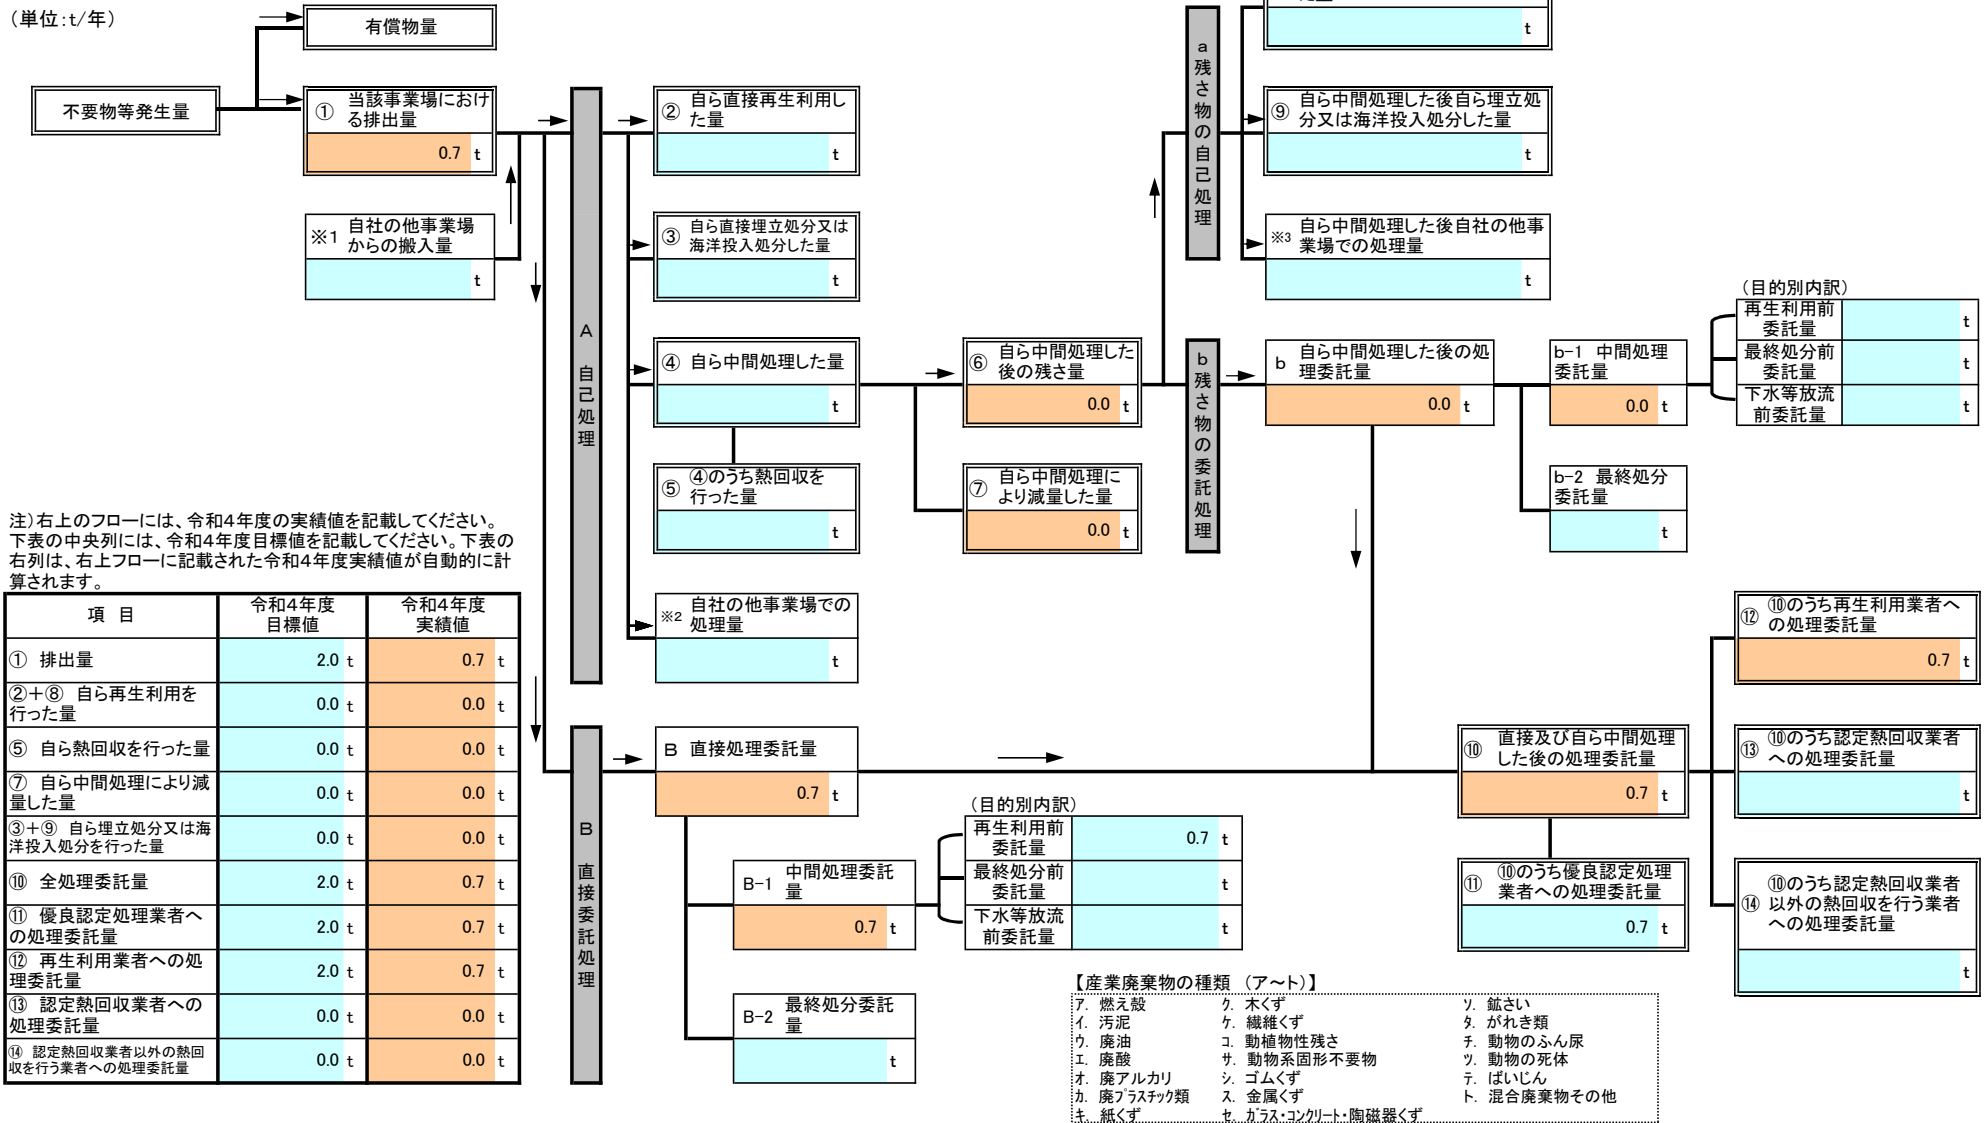 （単位：t/年）
有償物量
不要物等発生量
① 当該事業場におけ
る排出量
0.7 t
※1 自社の他事業場
からの搬入量
t
A 自己処理
② 自ら直接再生利用し
た量
t
③ 自ら直接埋立処分又は
海洋投入処分した量
t
④ 自ら中間処理した量
t
⑤ ④のうち熱回収を
行った量
t
※2 自社の他事業場での
処理量
t
⑥ 自ら中間処理した
後の残さ量
0.0 t
⑦ 自ら中間処理に
より減量した量
0.0 t
a 残さ物の自己処理
t
⑨ 自ら中間処理した後自ら埋立処
分又は海洋投入処分した量
t
※3 自ら中間処理した後自社の他事
業場での処理量
t
b 残さ物の委託処理
b 自ら中間処理した後の処
理委託量
0.0 t
b-1 中間処理
委託量
0.0 t
b-2 最終処分
委託量
t
（目的別内訳）
再生利用前
委託量
t
最終処分前
委託量
t
下水等放流
前委託量
t
注）右上のフローには、令和４年度の実績値を記載してください。
下表の中央列には、令和４年度目標値を記載してください。下表の
右列は、右上フローに記載された令和４年度実績値が自動的に計
算されます。
項 目 令和４年度 令和４年度
目標値 実績値
① 排出量 2.0 t 0.7 t
②＋⑧ 自ら再生利用を
行った量 0.0 t 0.0 t
⑤ 自ら熱回収を行った量 0.0 t 0.0 t
⑦ 自ら中間処理により減
量した量 0.0 t 0.0 t
③＋⑨ 自ら埋立処分又は海
洋投入処分を行った量 0.0 t 0.0 t
⑩ 全処理委託量 2.0 t 0.7 t
⑪ 優良認定処理業者へ
の処理委託量 2.0 t 0.7 t
⑫ 再生利用業者への処
理委託量 2.0 t 0.7 t
⑬ 認定熱回収業者への
処理委託量 0.0 t 0.0 t
⑭ 認定熱回収業者以外の熱回
収を行う業者への処理委託量 0.0 t 0.0 t
B 直接委託処理
B 直接処理委託量
0.7 t
B-1 中間処理委託
量
0.7 t
B-2 最終処分委託
量
t
（目的別内訳）
再生利用前
委託量
0.7 t
最終処分前
委託量
t
下水等放流
前委託量
t
⑩ 直接及び自ら中間処理
した後の処理委託量
0.7 t
⑪ ⑩のうち優良認定処理
業者への処理委託量
0.7 t
⑫ ⑩のうち再生利用業者へ
の処理委託量
0.7 t
⑬ ⑩のうち認定熱回収業者
への処理委託量
t
⑭ ⑩のうち認定熱回収業者
以外の熱回収を行う業者
への処理委託量
t
【産業廃棄物の種類 （ア～ト）】
ｱ. 燃え殻 ｸ. 木くず ｿ. 鉱さい
ｲ. 汚泥 ｹ. 繊維くず ﾀ. がれき類
ｳ. 廃油 ｺ. 動植物性残さ ﾁ. 動物のふん尿
ｴ. 廃酸 ｻ. 動物系固形不要物 ﾂ. 動物の死体
ｵ. 廃アルカリ ｼ. ゴムくず ﾃ. ばいじん
ｶ. 廃ﾌﾟﾗｽﾁｯｸ類 ｽ. 金属くず ﾄ. 混合廃棄物その他
ｷ. 紙くず ｾ. ｶﾞﾗｽ・ｺﾝｸﾘｰﾄ・陶磁器くず